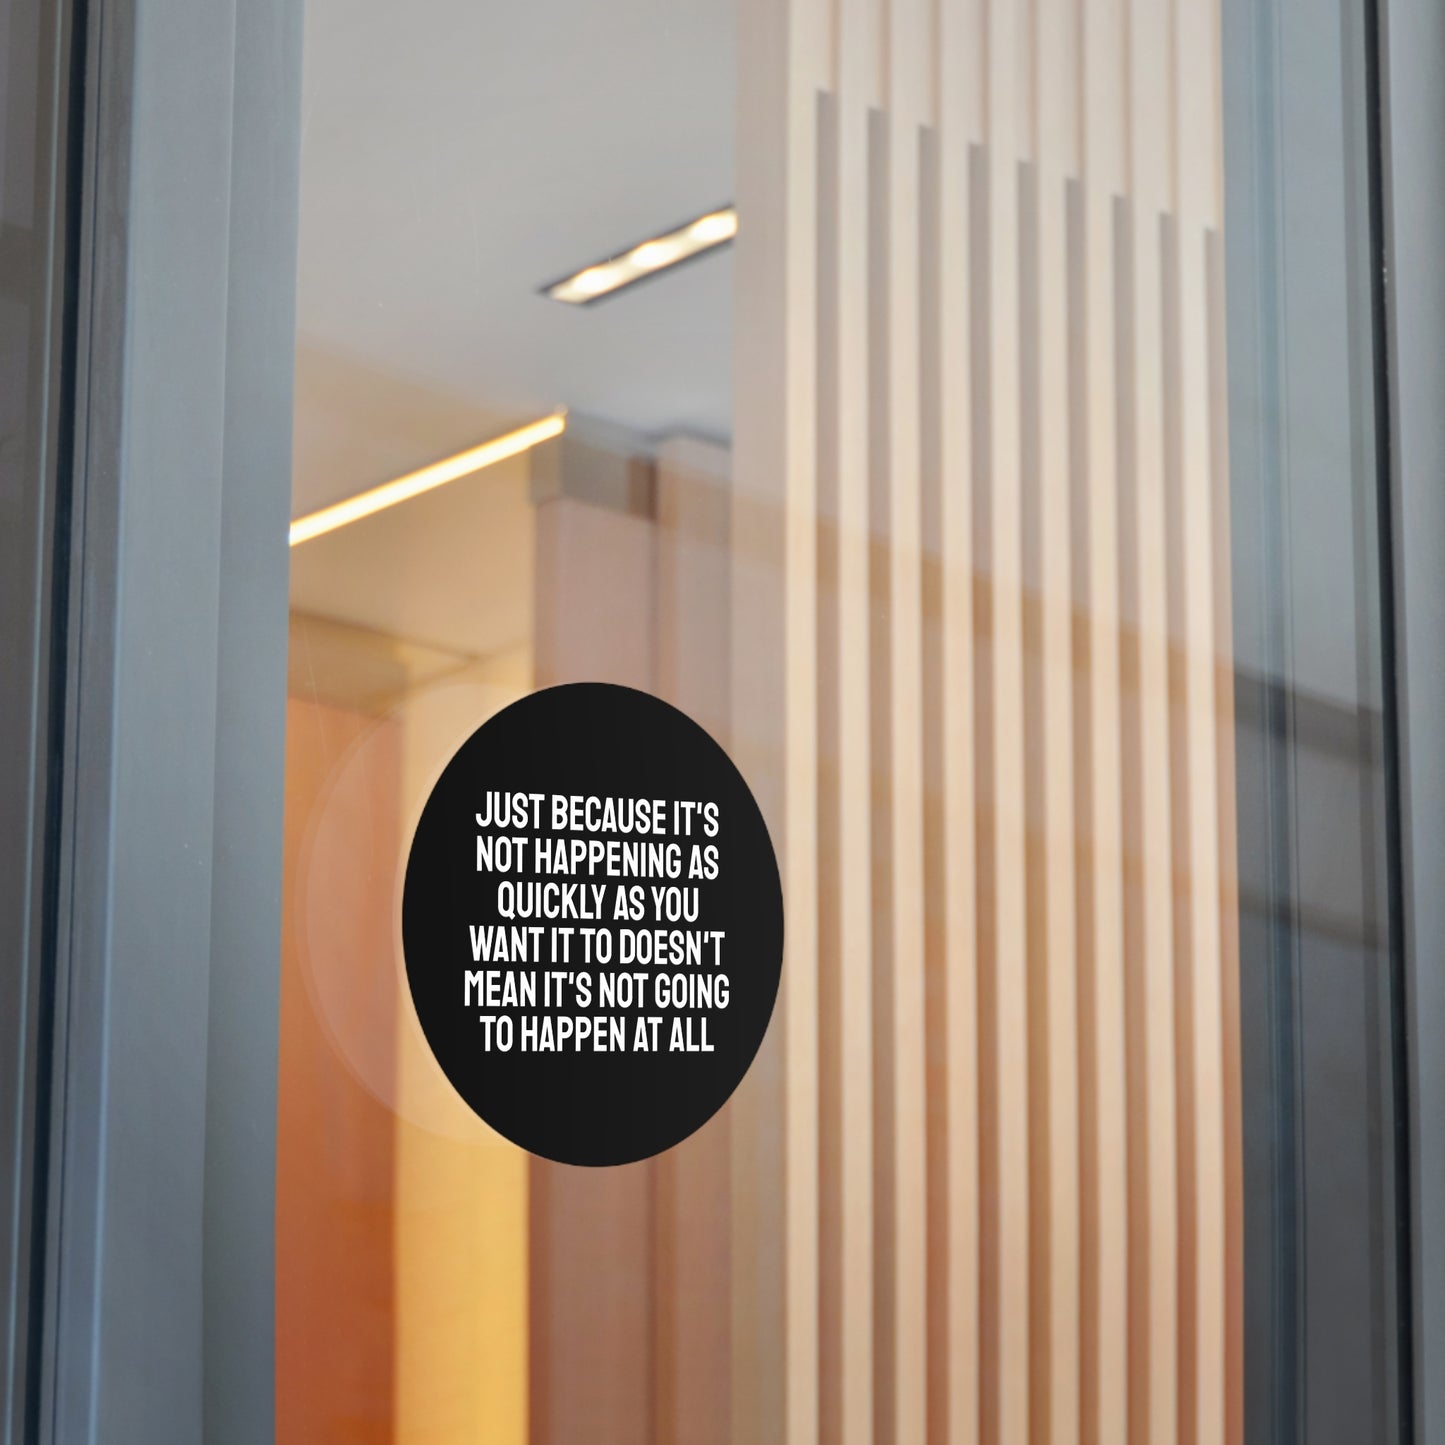 JUST BECAUSE IT'S
NOT HAPPENING AS
QUICKLY AS YOU
WANT IT TO DOESN'T
MEAN IT'S NOT GOING
TO HAPPEN AT ALL